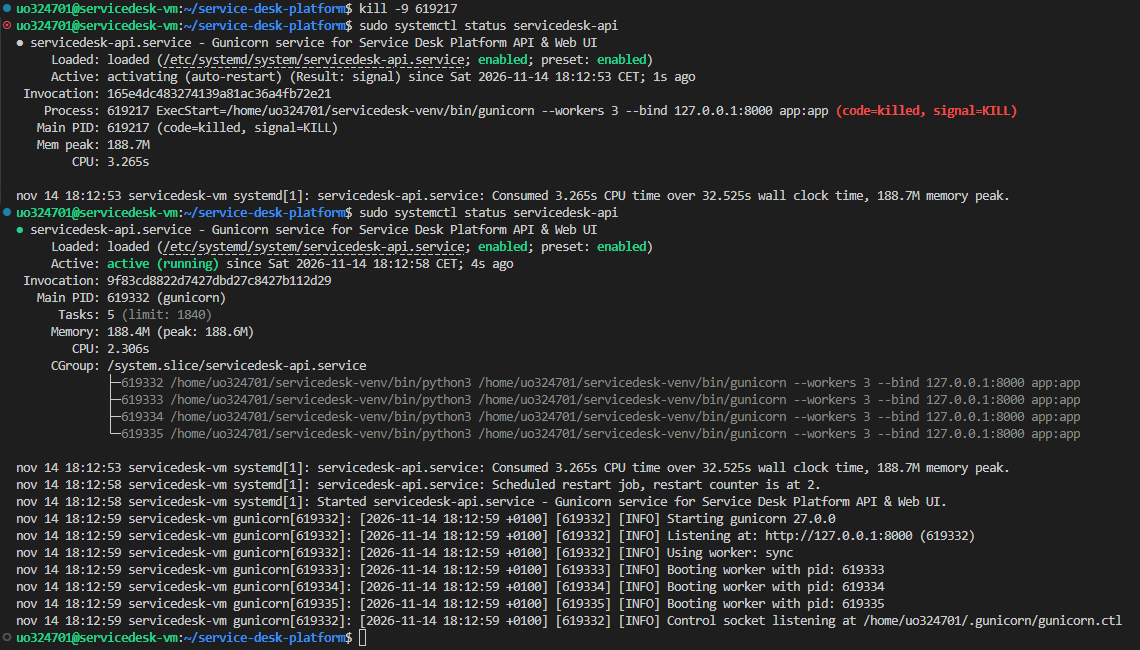 uo324701@servicedesk-vm:~/service-desk-platform$ kill -9 619217
uo324701@servicedesk-vm:~/service-desk-platform$ sudo systemctl status servicedesk-api
● servicedesk-api.service - Gunicorn service for Service Desk Platform API & Web UI
Loaded: loaded (/etc/systemd/system/servicedesk-api.service; enabled; preset: enabled)
Active: activating (auto-restart) (Result: signal) since Sat 2026-11-14 18:12:53 CET; 1s ago
Invocation: 165e4dc483274139a81ac36a4fb72e21
Process: 619217 ExecStart=/home/uo324701/servicedesk-venv/bin/gunicorn --workers 3 --bind 127.0.0.1:8000 app:app (code=killed, signal=KILL)
Main PID: 619217 (code=killed, signal=KILL)
Mem peak: 188.7M
CPU: 3.265s
nov 14 18:12:53 servicedesk-vm systemd[1]: servicedesk-api.service: Consumed 3.265s CPU time over 32.525s wall clock time, 188.7M memory peak.
uo324701@servicedesk-vm:~/service-desk-platform$ sudo systemctl status servicedesk-api
● servicedesk-api.service - Gunicorn service for Service Desk Platform API & Web UI
Loaded: loaded (/etc/systemd/system/servicedesk-api.service; enabled; preset: enabled)
Active: active (running) since Sat 2026-11-14 18:12:58 CET; 4s ago
Invocation: 9f83cd8822d7427dbd27c8427b112d29
Main PID: 619332 (gunicorn)
Tasks: 5 (limit: 1840)
Memory: 188.4M (peak: 188.6M)
CPU: 2.306s
CGroup: /system.slice/servicedesk-api.service
├─619332 /home/uo324701/servicedesk-venv/bin/python3 /home/uo324701/servicedesk-venv/bin/gunicorn --workers 3 --bind 127.0.0.1:8000 app:app
├─619333 /home/uo324701/servicedesk-venv/bin/python3 /home/uo324701/servicedesk-venv/bin/gunicorn --workers 3 --bind 127.0.0.1:8000 app:app
├─619334 /home/uo324701/servicedesk-venv/bin/python3 /home/uo324701/servicedesk-venv/bin/gunicorn --workers 3 --bind 127.0.0.1:8000 app:app
└─619335 /home/uo324701/servicedesk-venv/bin/python3 /home/uo324701/servicedesk-venv/bin/gunicorn --workers 3 --bind 127.0.0.1:8000 app:app
nov 14 18:12:53 servicedesk-vm systemd[1]: servicedesk-api.service: Consumed 3.265s CPU time over 32.525s wall clock time, 188.7M memory peak.
nov 14 18:12:58 servicedesk-vm systemd[1]: servicedesk-api.service: Scheduled restart job, restart counter is at 2.
nov 14 18:12:58 servicedesk-vm systemd[1]: Started servicedesk-api.service - Gunicorn service for Service Desk Platform API & Web UI.
nov 14 18:12:59 servicedesk-vm gunicorn[619332]: [2026-11-14 18:12:59 +0100] [619332] [INFO] Starting gunicorn 27.0.0
nov 14 18:12:59 servicedesk-vm gunicorn[619332]: [2026-11-14 18:12:59 +0100] [619332] [INFO] Listening at: http://127.0.0.1:8000 (619332)
nov 14 18:12:59 servicedesk-vm gunicorn[619332]: [2026-11-14 18:12:59 +0100] [619332] [INFO] Using worker: sync
nov 14 18:12:59 servicedesk-vm gunicorn[619333]: [2026-11-14 18:12:59 +0100] [619333] [INFO] Booting worker with pid: 619333
nov 14 18:12:59 servicedesk-vm gunicorn[619334]: [2026-11-14 18:12:59 +0100] [619334] [INFO] Booting worker with pid: 619334
nov 14 18:12:59 servicedesk-vm gunicorn[619335]: [2026-11-14 18:12:59 +0100] [619335] [INFO] Booting worker with pid: 619335
nov 14 18:12:59 servicedesk-vm gunicorn[619332]: [2026-11-14 18:12:59 +0100] [619332] [INFO] Control socket listening at /home/uo324701/.gunicorn/gunicorn.ctl
uo324701@servicedesk-vm:~/service-desk-platform$